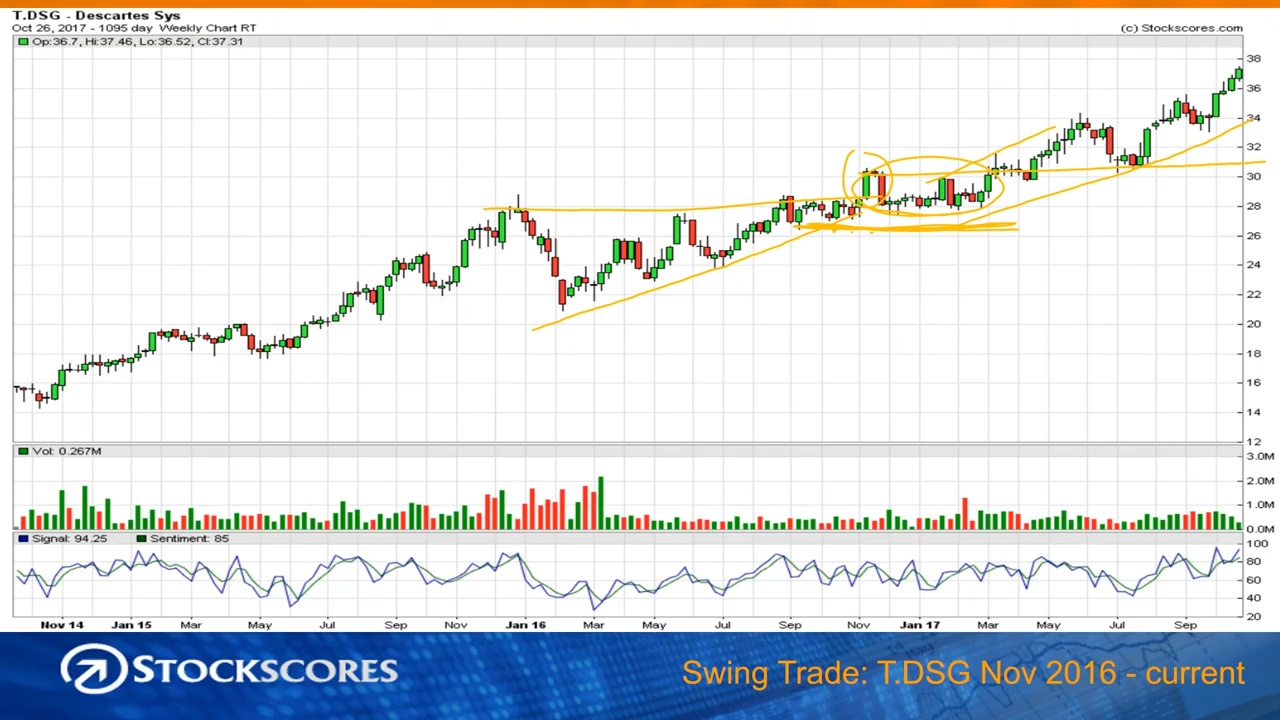 T.DSG - Descartes Sys
Oct 26, 2017 - 1095 day Weekly Chart RT
(c) Stockscores.com
Op:36.7, Hi:37.46, Lo:36.52, Cl:37.31
38
36
34
32
30
28
26
24
22
20
18
16
14
12
Vol: 0.267M
3.0M
2.0M
1.0M
0.0M
Signal: 94.25 Sentiment: 85
100
80
60
40
20
Nov 14 Jan 15 Mar May Jul Sep Nov Jan 16 Mar May Jul Sep Nov Jan 17 Mar May Jul Sep
STOCKSCORES
Swing Trade: T.DSG Nov 2016 - current